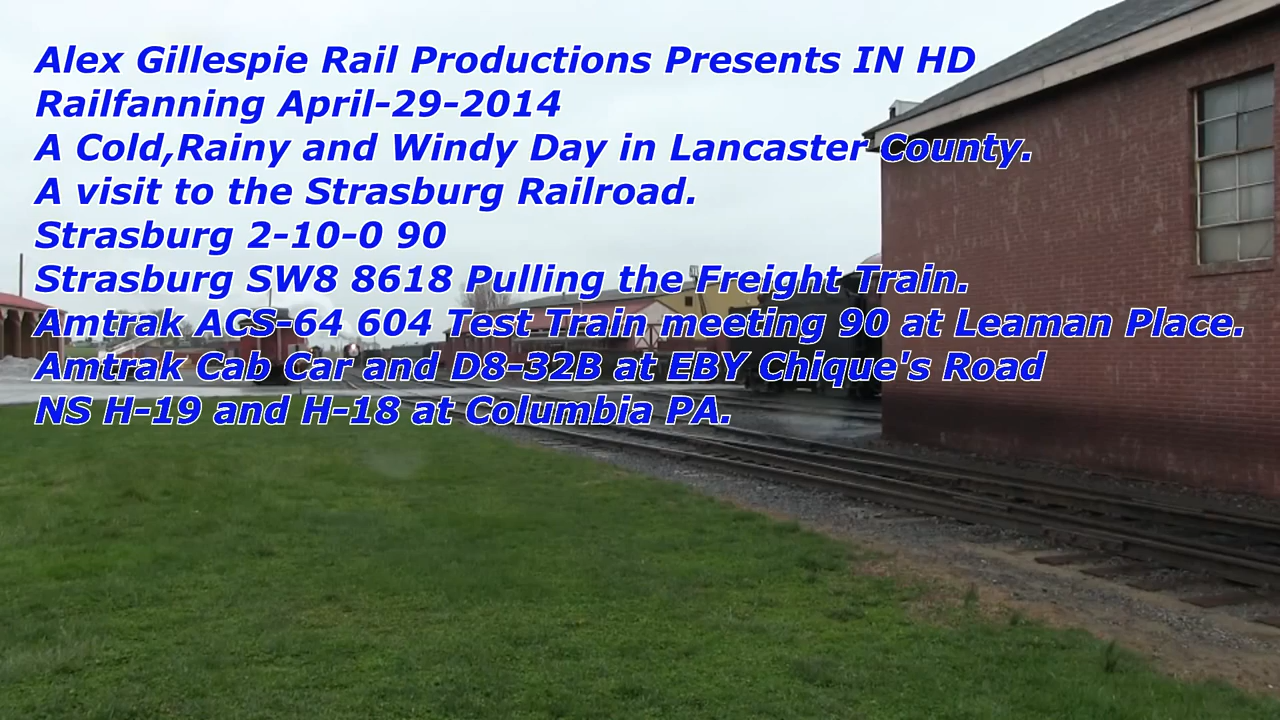 Alex Gillespie Rail Productions Presents IN HD
Railfanning April-29-2014
A Cold,Rainy and Windy Day in Lancaster County.
A visit to the Strasburg Railroad.
Strasburg 2-10-0 90
Strasburg SW8 8618 Pulling the Freight Train.
Amtrak ACS-64 604 Test Train meeting 90 at Leaman Place.
Amtrak Cab Car and D8-32B at EBY Chique's Road
NS H-19 and H-18 at Columbia PA.